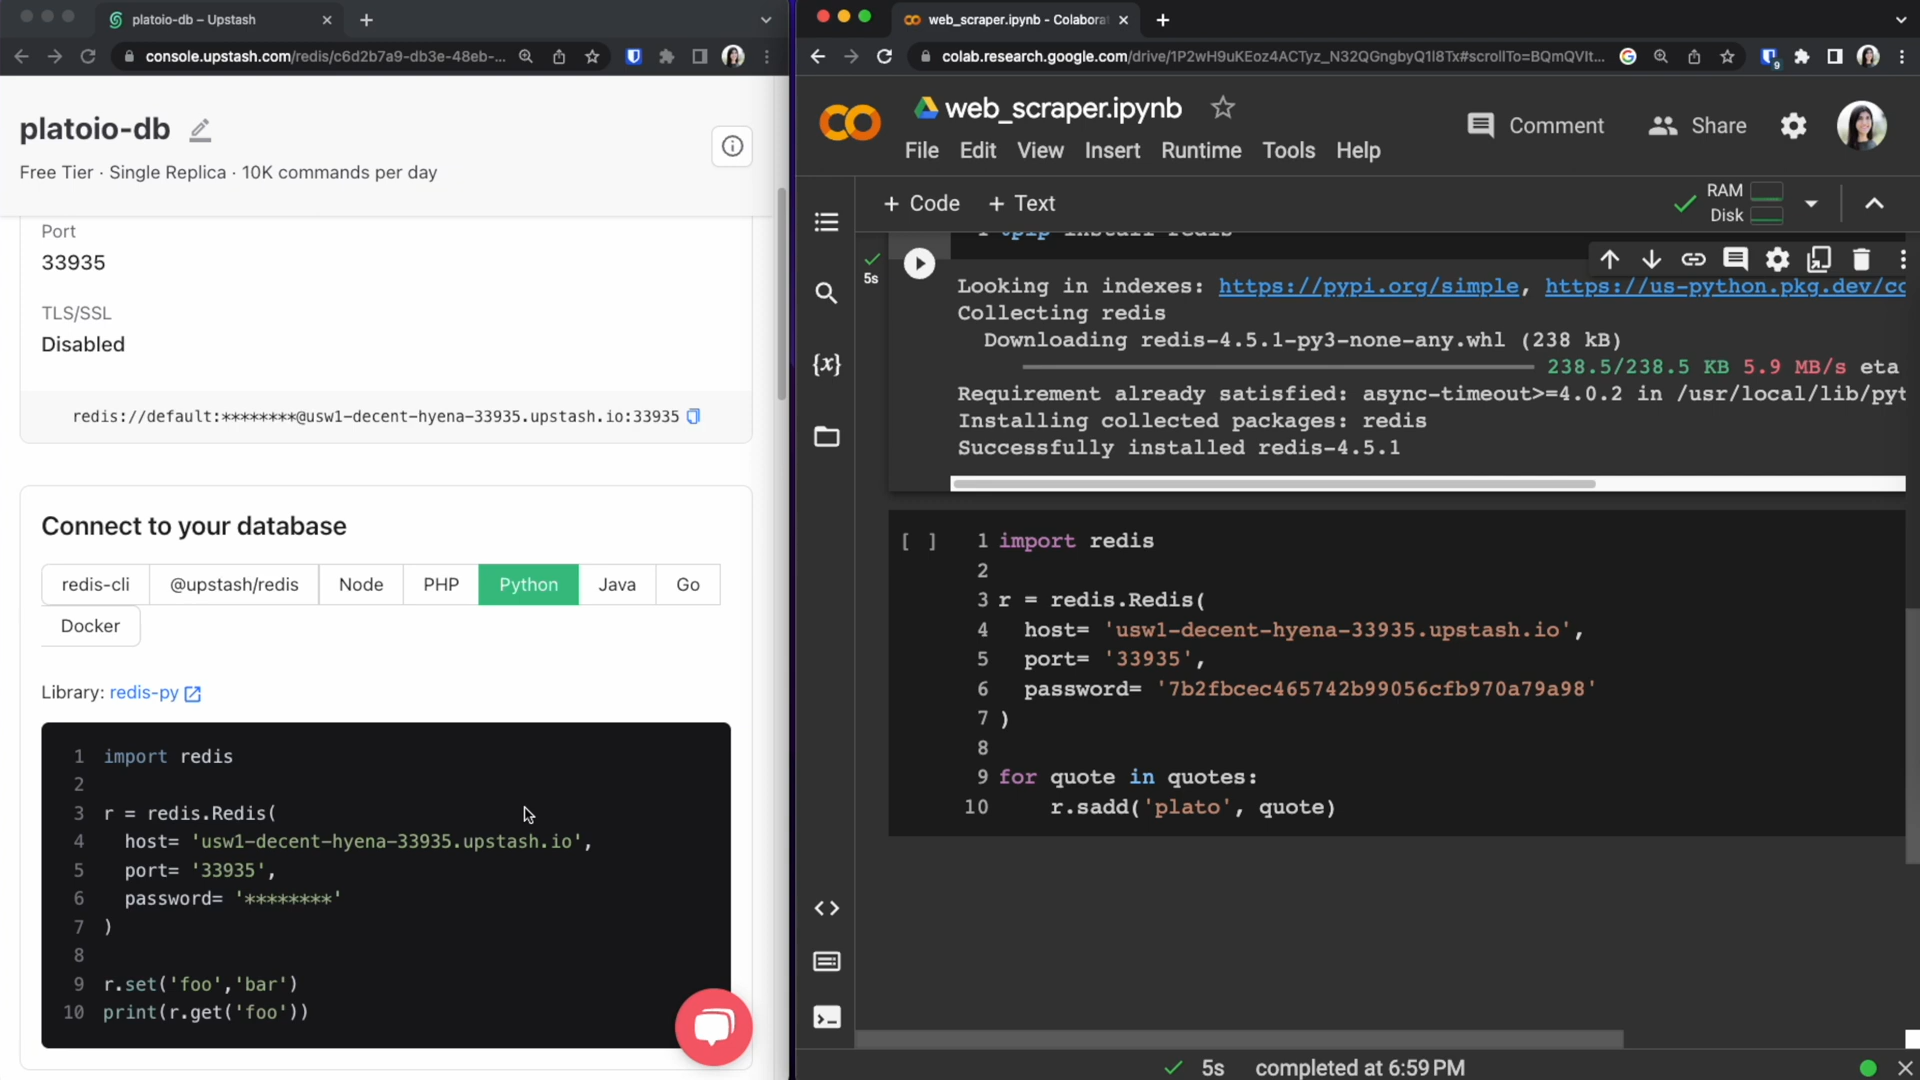 platoio-db – Upstash
console.upstash.com/redis/c6d2b7a9-db3e-48eb-...
platoio-db
Free Tier · Single Replica · 10K commands per day
Port
33935
TLS/SSL
Disabled
redis://default:********@usw1-decent-hyena-33935.upstash.io:33935
Connect to your database
redis-cli
@upstash/redis
Node
PHP
Python
Java
Go
Docker
Library: redis-py
1 import redis
2
3 r = redis.Redis(
4 host= 'usw1-decent-hyena-33935.upstash.io',
5 port= '33935',
6 password= '********'
7 )
8
9 r.set('foo','bar')
10 print(r.get('foo'))
web_scraper.ipynb - Colabora
colab.research.google.com/drive/1P2wH9uKEoz4ACTyz_N32QGngbyQ1l8Tx#scrollTo=BQmQVIt...
9
web_scraper.ipynb
File Edit View Insert Runtime Tools Help
Comment
Share
+ Code + Text
RAM
Disk
1 %pip install redis
5s
Looking in indexes: https://pypi.org/simple, https://us-python.pkg.dev/co
Collecting redis
Downloading redis-4.5.1-py3-none-any.whl (238 kB)
238.5/238.5 KB 5.9 MB/s eta
Requirement already satisfied: async-timeout>=4.0.2 in /usr/local/lib/pyt
Installing collected packages: redis
Successfully installed redis-4.5.1
[ ]
1 import redis
2
3 r = redis.Redis(
4 host= 'usw1-decent-hyena-33935.upstash.io',
5 port= '33935',
6 password= '7b2fbcec465742b99056cfb970a79a98'
7 )
8
9 for quote in quotes:
10 r.sadd('plato', quote)
5s completed at 6:59 PM